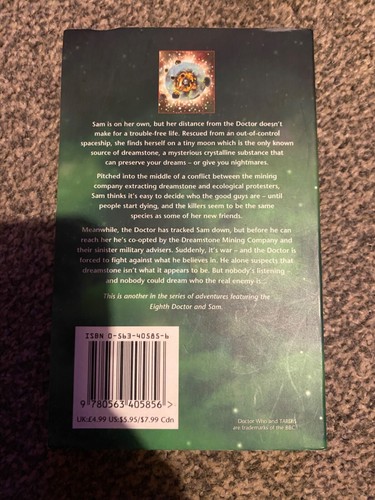 Sam is on her own, but her distance from the Doctor doesn't
make for a trouble-free life. Rescued from an out-of-control
spaceship, she finds herself on a tiny moon which is the only known
source of dreamstone, a mysterious crystalline substance that
can preserve your dreams – or give you nightmares.
Pitched into the middle of a conflict between the mining
company extracting dreamstone and ecological protesters,
Sam thinks it's easy to decide who the good guys are – until
people start dying, and the killers seem to be the same
species as some of her new friends.
Meanwhile, the Doctor has tracked Sam down, but before he can
reach her he's co-opted by the Dreamstone Mining Company and
their sinister military advisers. Suddenly, it's war – and the Doctor is
forced to fight against what he believes in. He alone suspects that
dreamstone isn't what it appears to be. But nobody's listening –
and nobody could dream who the real enemy is...
This is another in the series of adventures featuring the
Eighth Doctor and Sam.
ISBN 0-563-40585-6
9 780563 405856 >
UK:£4.99 US:$5.95/$7.99 Cdn
Doctor Who and TARDIS
are trademarks of the BBC